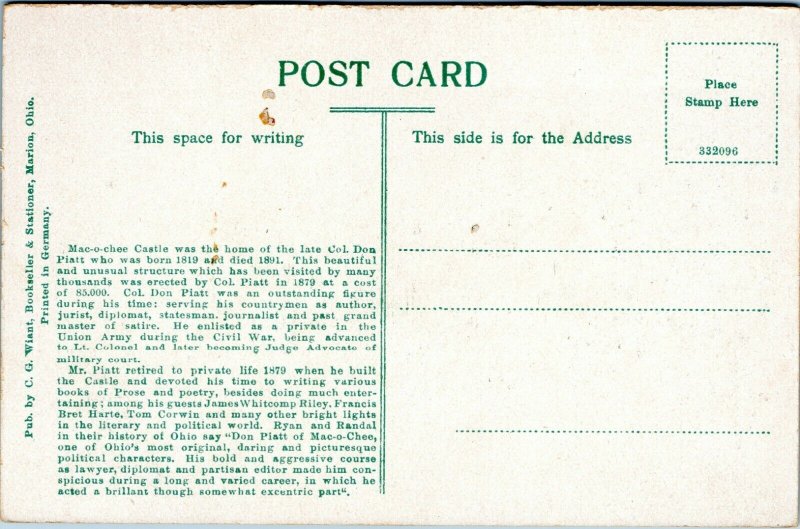 POST CARD
Place
Stamp Here
332096
This space for writing
This side is for the Address
Mac-o-chee Castle was the home of the late Col. Don
Piatt who was born 1819 and died 1891. This beautiful
and unusual structure which has been visited by many
thousands was erected by Col. Piatt in 1879 at a cost
of 85.000. Col. Don Piatt was an outstanding figure
during his time: serving his countrymen as author,
jurist, diplomat, statesman. journalist and past grand
master of satire. He enlisted as a private in the
Union Army during the Civil War, being advanced
to Lt. Colonel and later becoming Judge Advocate of
military court.
Mr. Piatt retired to private life 1879 when he built
the Castle and devoted his time to writing various
books of Prose and poetry, besides doing much enter-
taining; among his guests James Whitcomp Riley, Francis
Bret Harte, Tom Corwin and many other bright lights
in the literary and political world. Ryan and Randal
in their history of Ohio say "Don Piatt of Mac-o-Chee,
one of Ohio's most original, daring and picturesque
political characters. His bold and aggressive course
as lawyer, diplomat and partisan editor made him con-
spicious during a long and varied career, in which he
acted a brillant though somewhat excentric part".
Pub. by C. G. Wiant, Bookseller & Stationer, Marion, Ohio.
Printed in Germany.